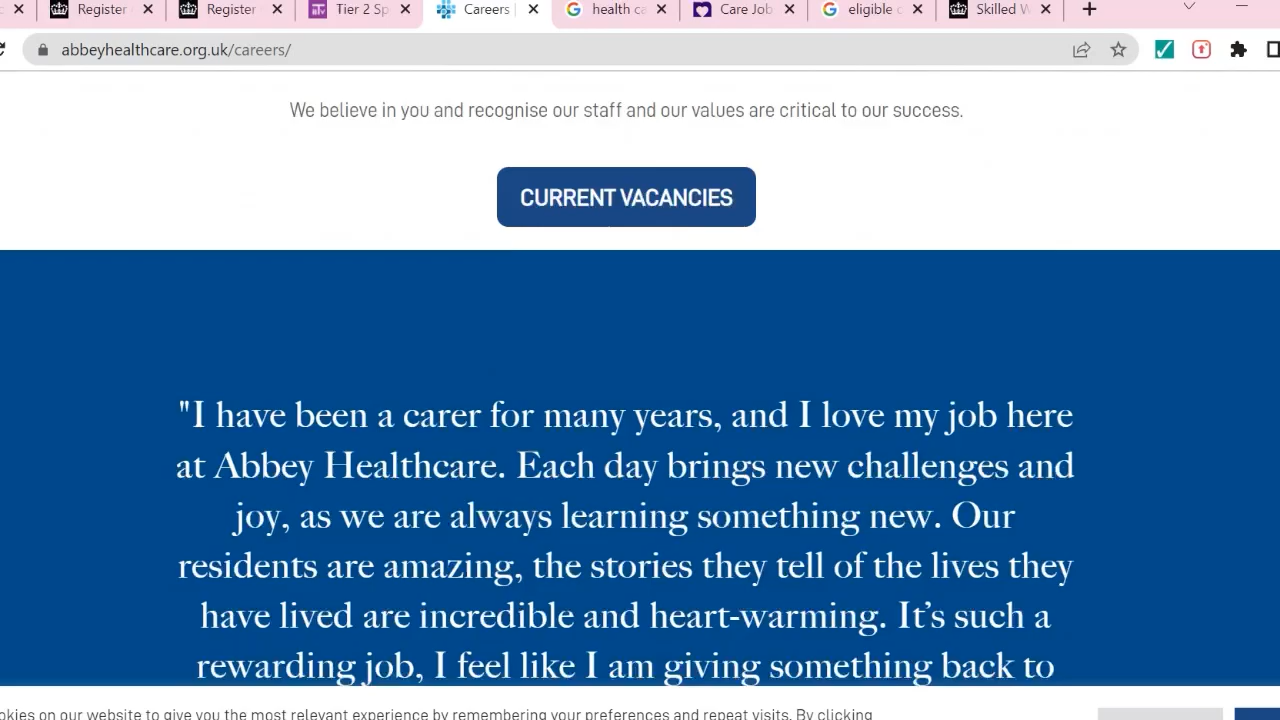 Register
Register
Tier 2 Sp
Careers
health ca
Care Job
eligible
Skilled W
abbeyhealthcare.org.uk/careers/
We believe in you and recognise our staff and our values are critical to our success.
CURRENT VACANCIES
"I have been a carer for many years, and I love my job here
at Abbey Healthcare. Each day brings new challenges and
joy, as we are always learning something new. Our
residents are amazing, the stories they tell of the lives they
have lived are incredible and heart-warming. It’s such a
rewarding job, I feel like I am giving something back to
on our website to give you the most relevant experience by remembering your preferences and repeat visits. By clicking